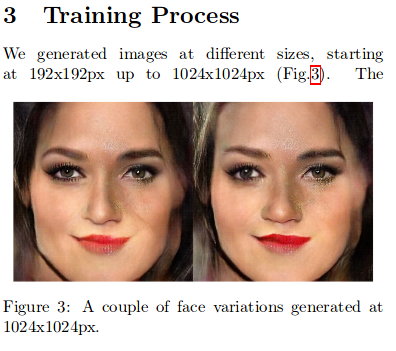 3 Training Process
We generated images at different sizes, starting
at 192x192px up to 1024x1024px (Fig.3). The
Figure 3: A couple of face variations generated at
1024x1024px.